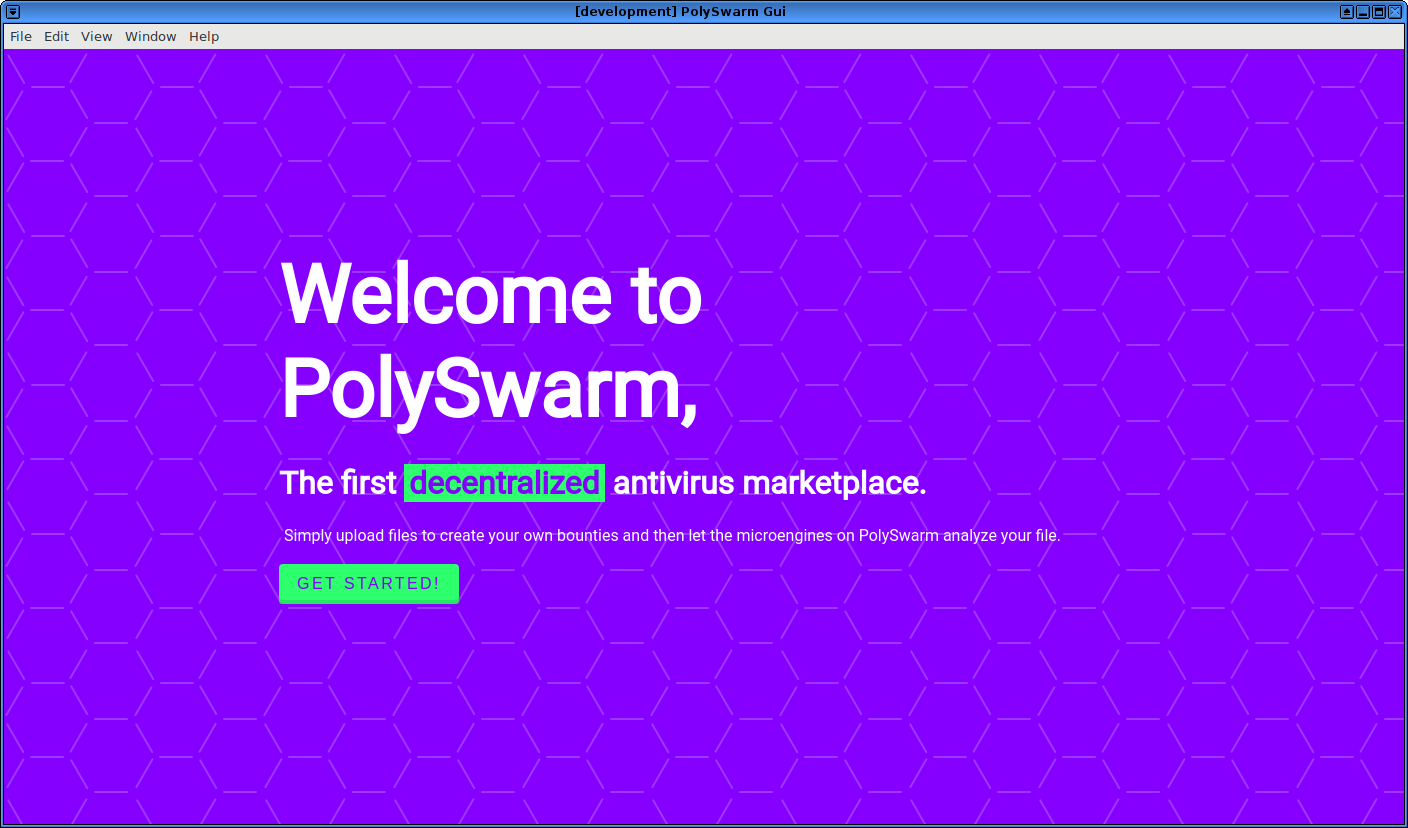 [development] PolySwarm Gui
File Edit View Window Help
Welcome to
PolySwarm,
The first decentralized antivirus marketplace.
Simply upload files to create your own bounties and then let the microengines on PolySwarm analyze your file.
GET STARTED!